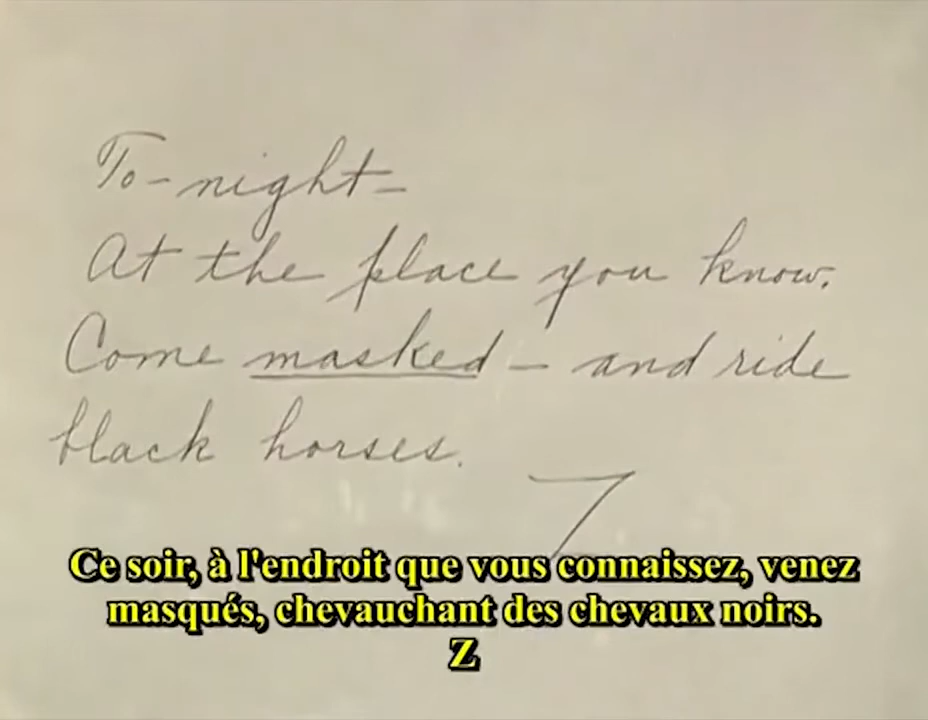 To-night-
At the place you know.
Come masked - and ride
black horses.
Z
Ce soir, à l'endroit que vous connaissez, venez
masqués, chevauchant des chevaux noirs.
Z